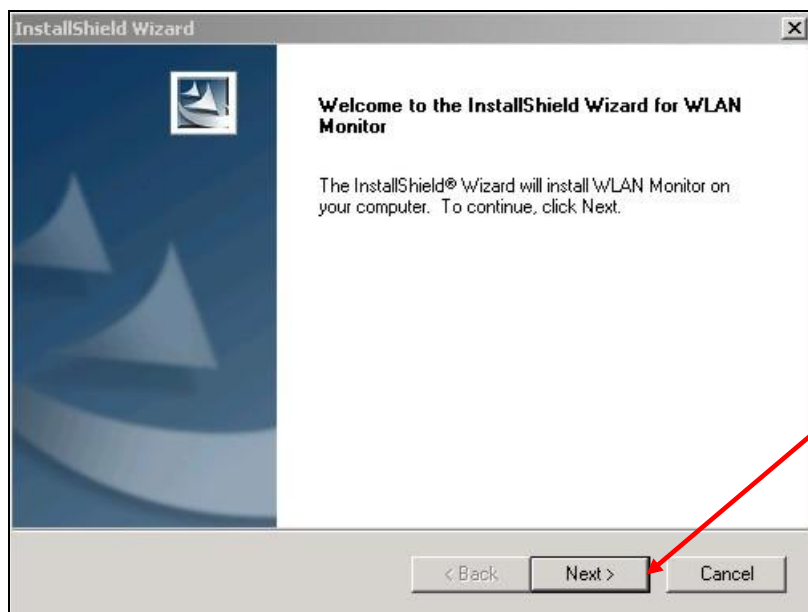 InstallShield Wizard
Welcome to the InstallShield Wizard for WLAN
Monitor
The InstallShield® Wizard will install WLAN Monitor on
your computer. To continue, click Next.
< Back
Next >
Cancel